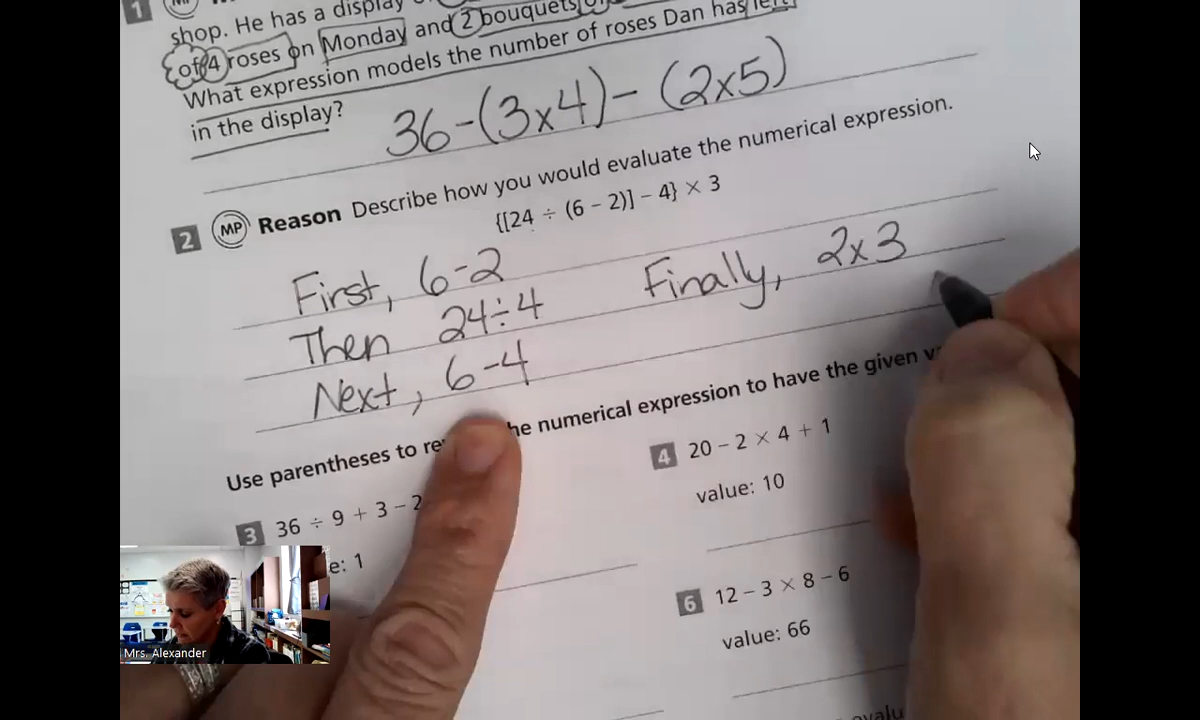 1
shop. He has a display
of 4 roses on Monday and 2 bouquets
What expression models the number of roses Dan has left
in the display?
36-(3x4)-(2x5)
2 MP Reason Describe how you would evaluate the numerical expression.
{[24 ÷ (6 − 2)] − 4} × 3
First, 6-2
Then 24÷4
Next, 6-4
Finally, 2x3
Use parentheses to he numerical expression to have the given
3 36 ÷ 9 + 3 − 2
e: 1
4 20 − 2 × 4 + 1
value: 10
6 12 − 3 × 8 − 6
value: 66
Mrs. Alexander